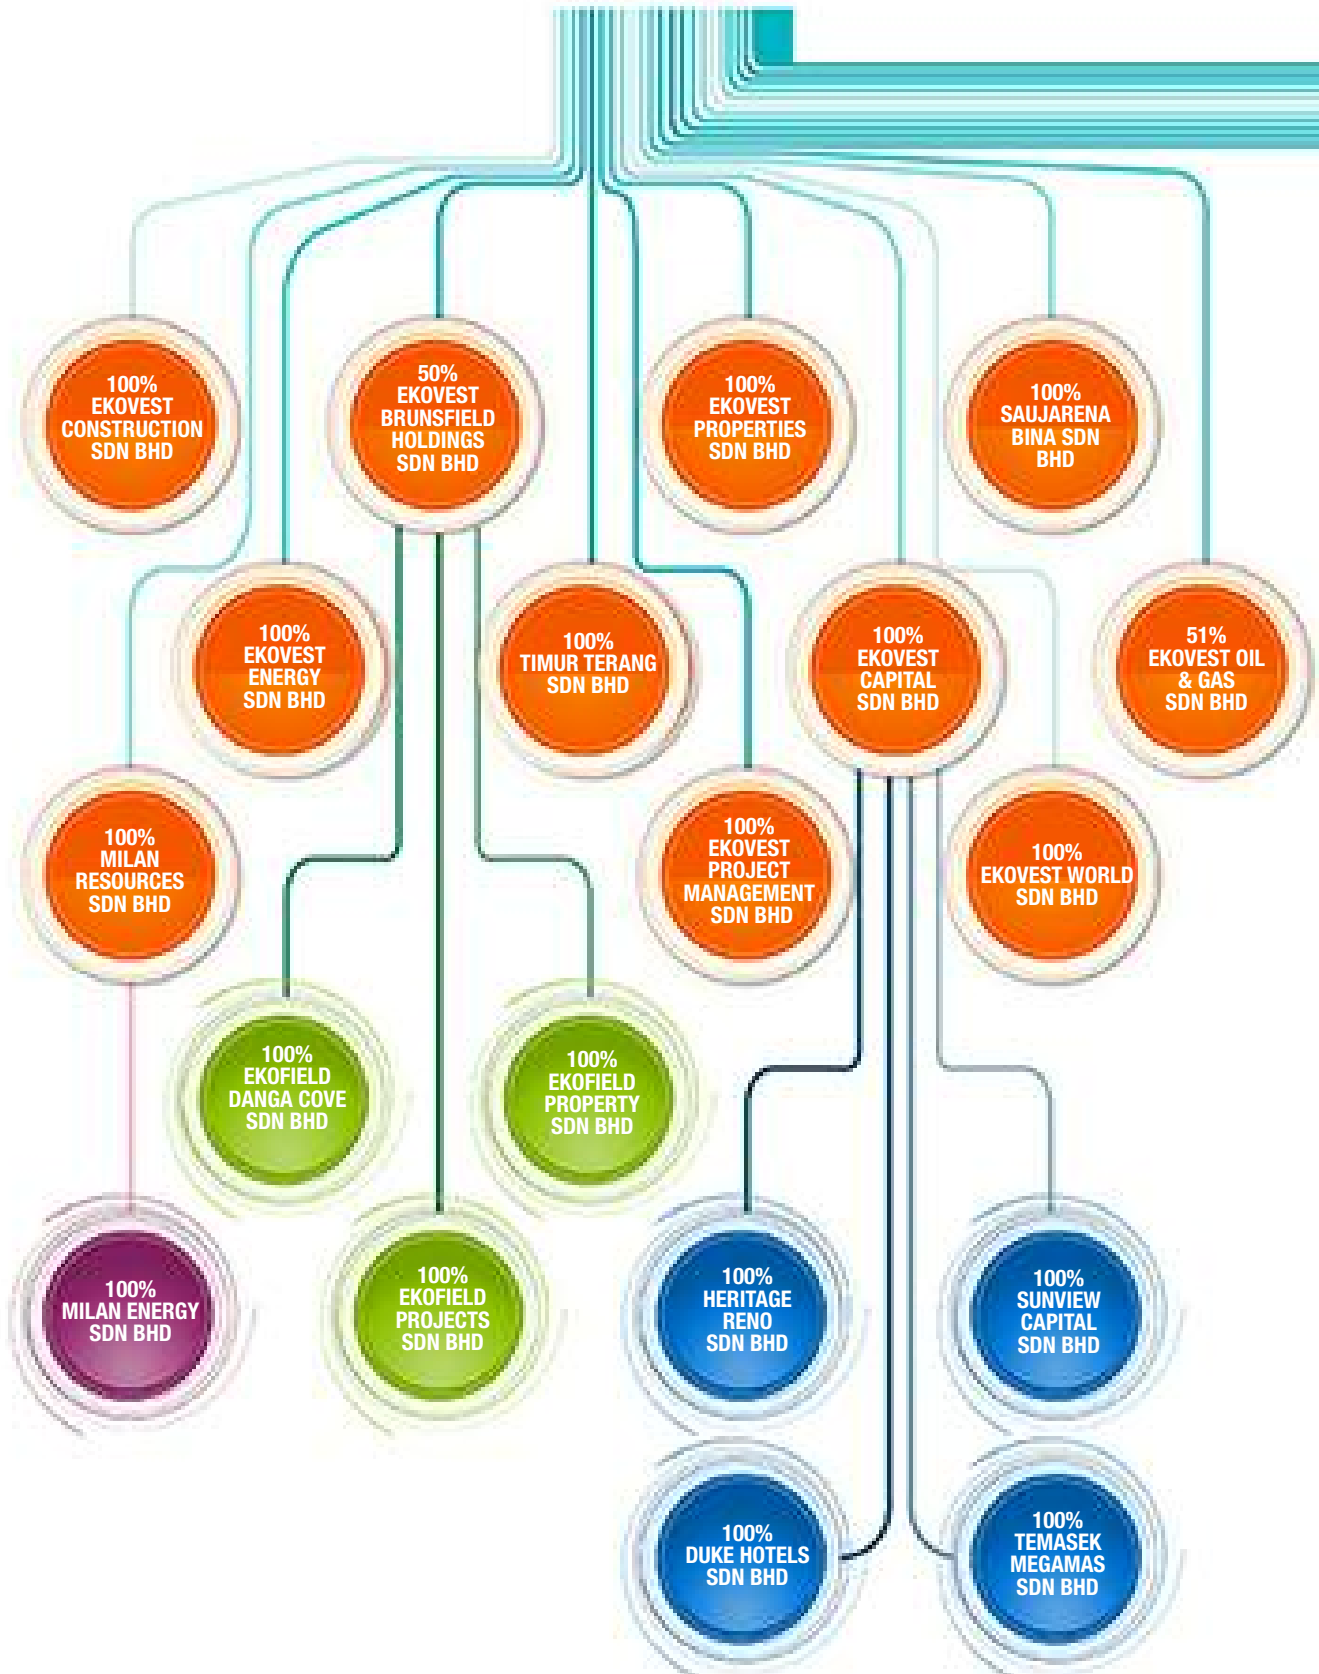 100%
EKOVEST
CONSTRUCTION
SDN BHD
50%
EKOVEST
BRUNSFIELD
HOLDINGS
SDN BHD
100%
EKOVEST
PROPERTIES
SDN BHD
100%
SAUJARENA
BINA SDN
BHD
100%
EKOVEST
ENERGY
SDN BHD
100%
TIMUR TERANG
SDN BHD
100%
EKOVEST
CAPITAL
SDN BHD
51%
EKOVEST OIL
& GAS
SDN BHD
100%
MILAN
RESOURCES
SDN BHD
100%
EKOVEST
PROJECT
MANAGEMENT
SDN BHD
100%
EKOVEST WORLD
SDN BHD
100%
EKOFIELD
DANGA COVE
SDN BHD
100%
EKOFIELD
PROPERTY
SDN BHD
100%
MILAN ENERGY
SDN BHD
100%
EKOFIELD
PROJECTS
SDN BHD
100%
HERITAGE
RENO
SDN BHD
100%
SUNVIEW
CAPITAL
SDN BHD
100%
DUKE HOTELS
SDN BHD
100%
TEMASEK
MEGAMAS
SDN BHD